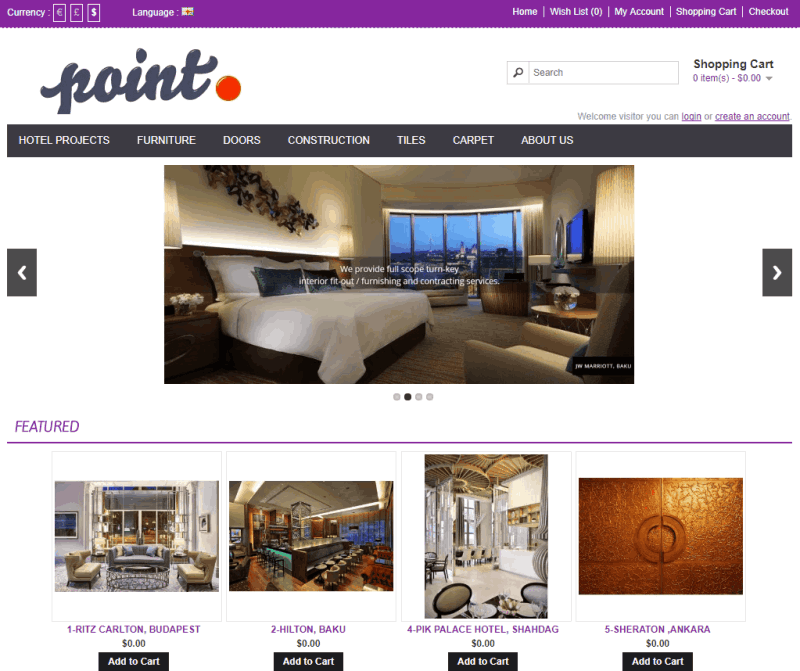 Currency : € £ $ Language :
Home Wish List (0) My Account Shopping Cart Checkout
point.
Search
Shopping Cart
0 item(s) - $0.00
Welcome visitor you can login or create an account.
HOTEL PROJECTS FURNITURE DOORS CONSTRUCTION TILES CARPET ABOUT US
We provide full scope turn-key
interior fit-out / furnishing and contracting services.
JW MARRIOTT, BAKU
FEATURED
1-RITZ CARLTON, BUDAPEST
$0.00
Add to Cart
2-HILTON, BAKU
$0.00
Add to Cart
4-PIK PALACE HOTEL, SHAHDAG
$0.00
Add to Cart
5-SHERATON ,ANKARA
$0.00
Add to Cart